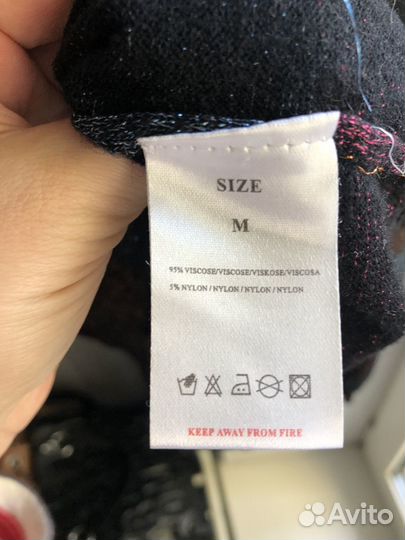 SIZE
M
95% VISCOSE/VISCOSE/VISKOSE/VISCOSA
5% NYLON / NYLON / NYLON / NYLON
KEEP AWAY FROM FIRE
Avito